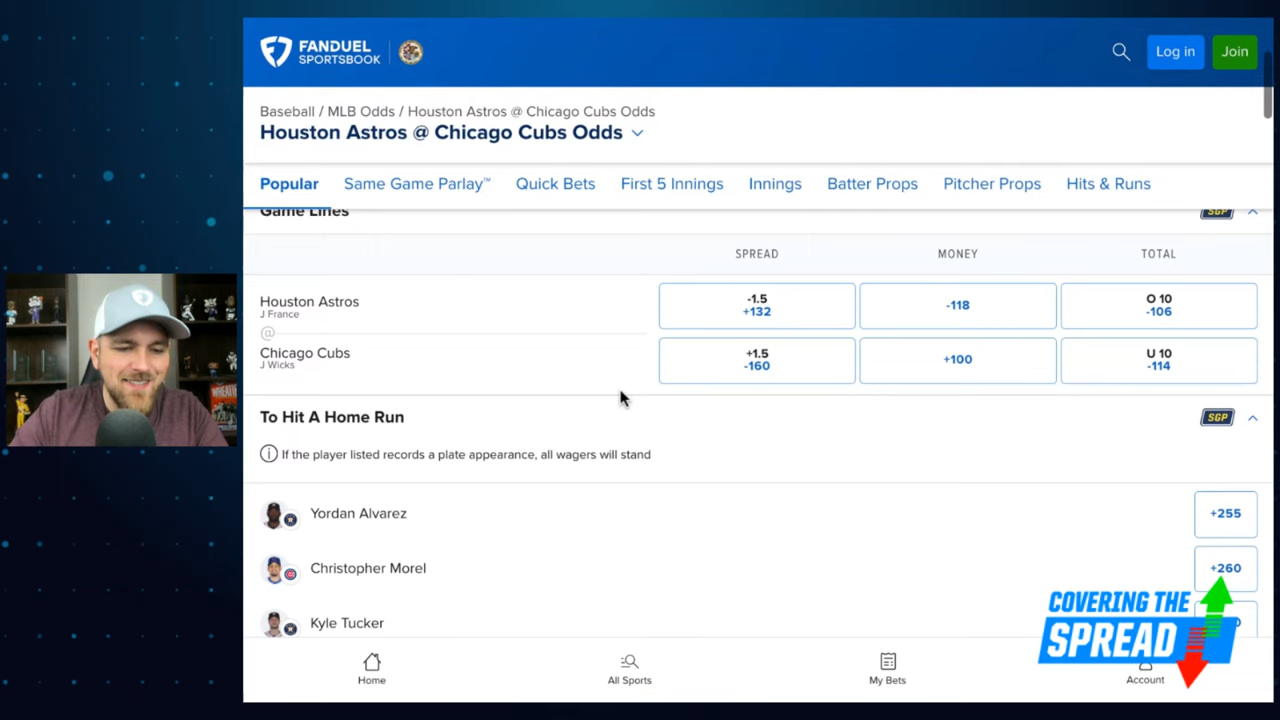 FANDUEL
SPORTSBOOK
Log in
Join
Baseball / MLB Odds / Houston Astros @ Chicago Cubs Odds
Houston Astros @ Chicago Cubs Odds
Popular
Same Game Parlay™
Quick Bets
First 5 Innings
Innings
Batter Props
Pitcher Props
Hits & Runs
Game Lines
SGP
SPREAD
MONEY
TOTAL
Houston Astros
J France
-1.5
+132
-118
O 10
-106
@
Chicago Cubs
J Wicks
+1.5
-160
+100
U 10
-114
To Hit A Home Run
SGP
If the player listed records a plate appearance, all wagers will stand
Yordan Alvarez
+255
Christopher Morel
+260
Kyle Tucker
COVERING THE
SPREAD
Home
All Sports
My Bets
Account